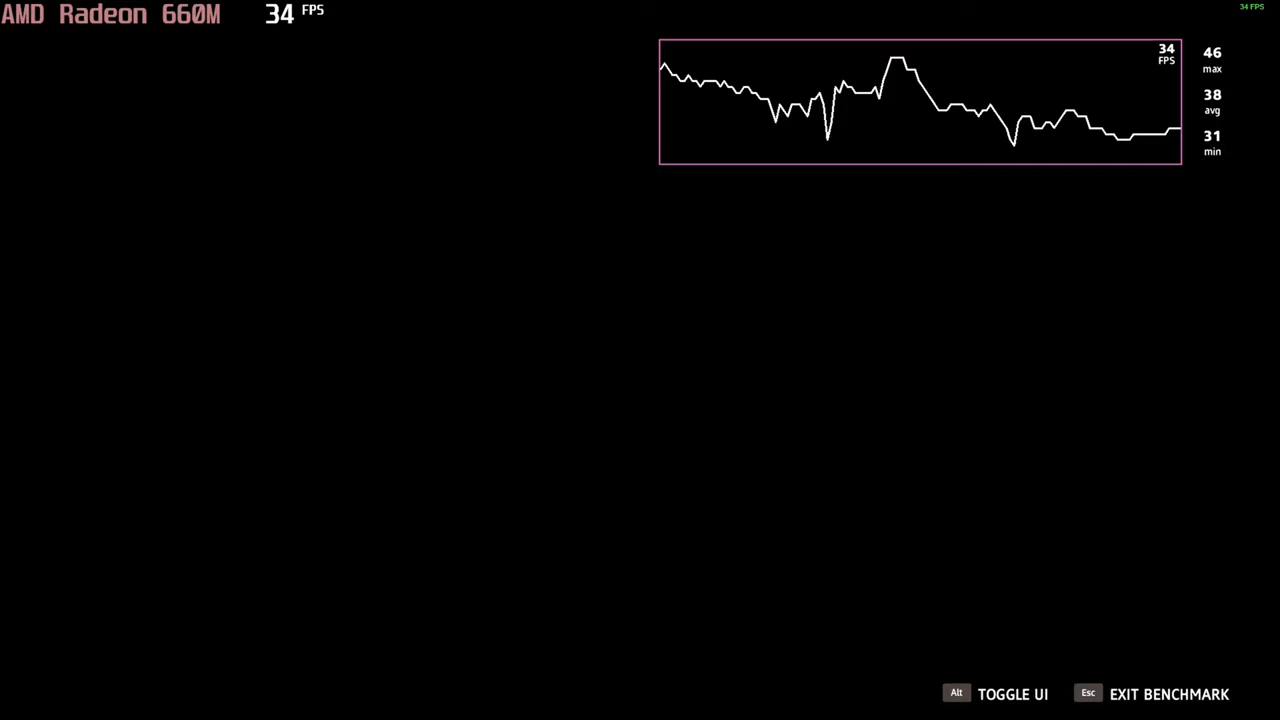 AMD Radeon 660M 34 FPS
34 FPS
34
FPS
46
max
38
avg
31
min
Alt TOGGLE UI Esc EXIT BENCHMARK